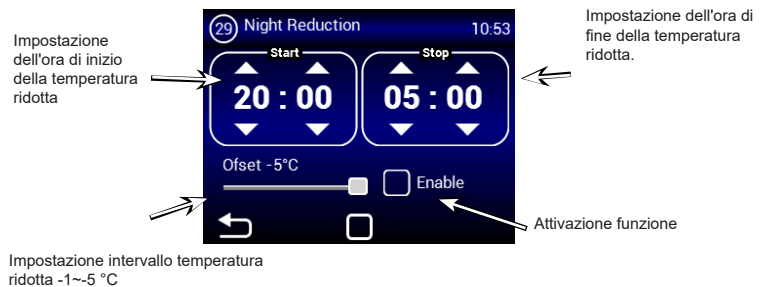 Impostazione
dell'ora di inizio
della temperatura
ridotta
29 Night Reduction 10:53
Start
20 : 00
Stop
05 : 00
Impostazione dell'ora di
fine della temperatura
ridotta.
Ofset -5°C
Enable
Attivazione funzione
Impostazione intervallo temperatura
ridotta -1~-5 °C